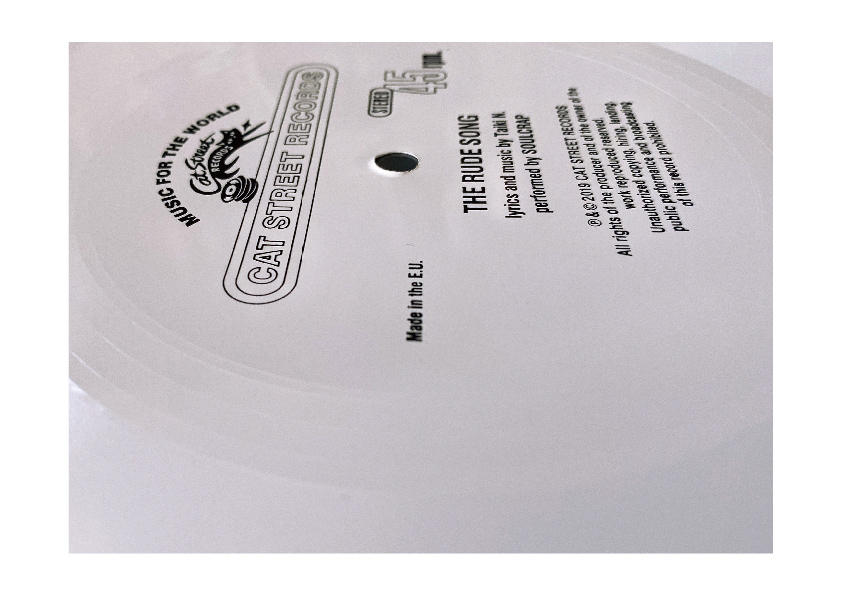 MUSIC FOR THE WORLD
Cat Street
RECORDS
CAT STREET RECORDS
STEREO
45 rpm.
THE RUDE SONG
lyrics and music by Taiki N.
performed by SOULCRAP
Ⓟ & © 2019 CAT STREET RECORDS
All rights of the producer and of the owner of the
work reproduced reserved.
Unauthorized copying, hiring, lending,
public performance and broadcasting
of this record prohibited.
Made in the E.U.